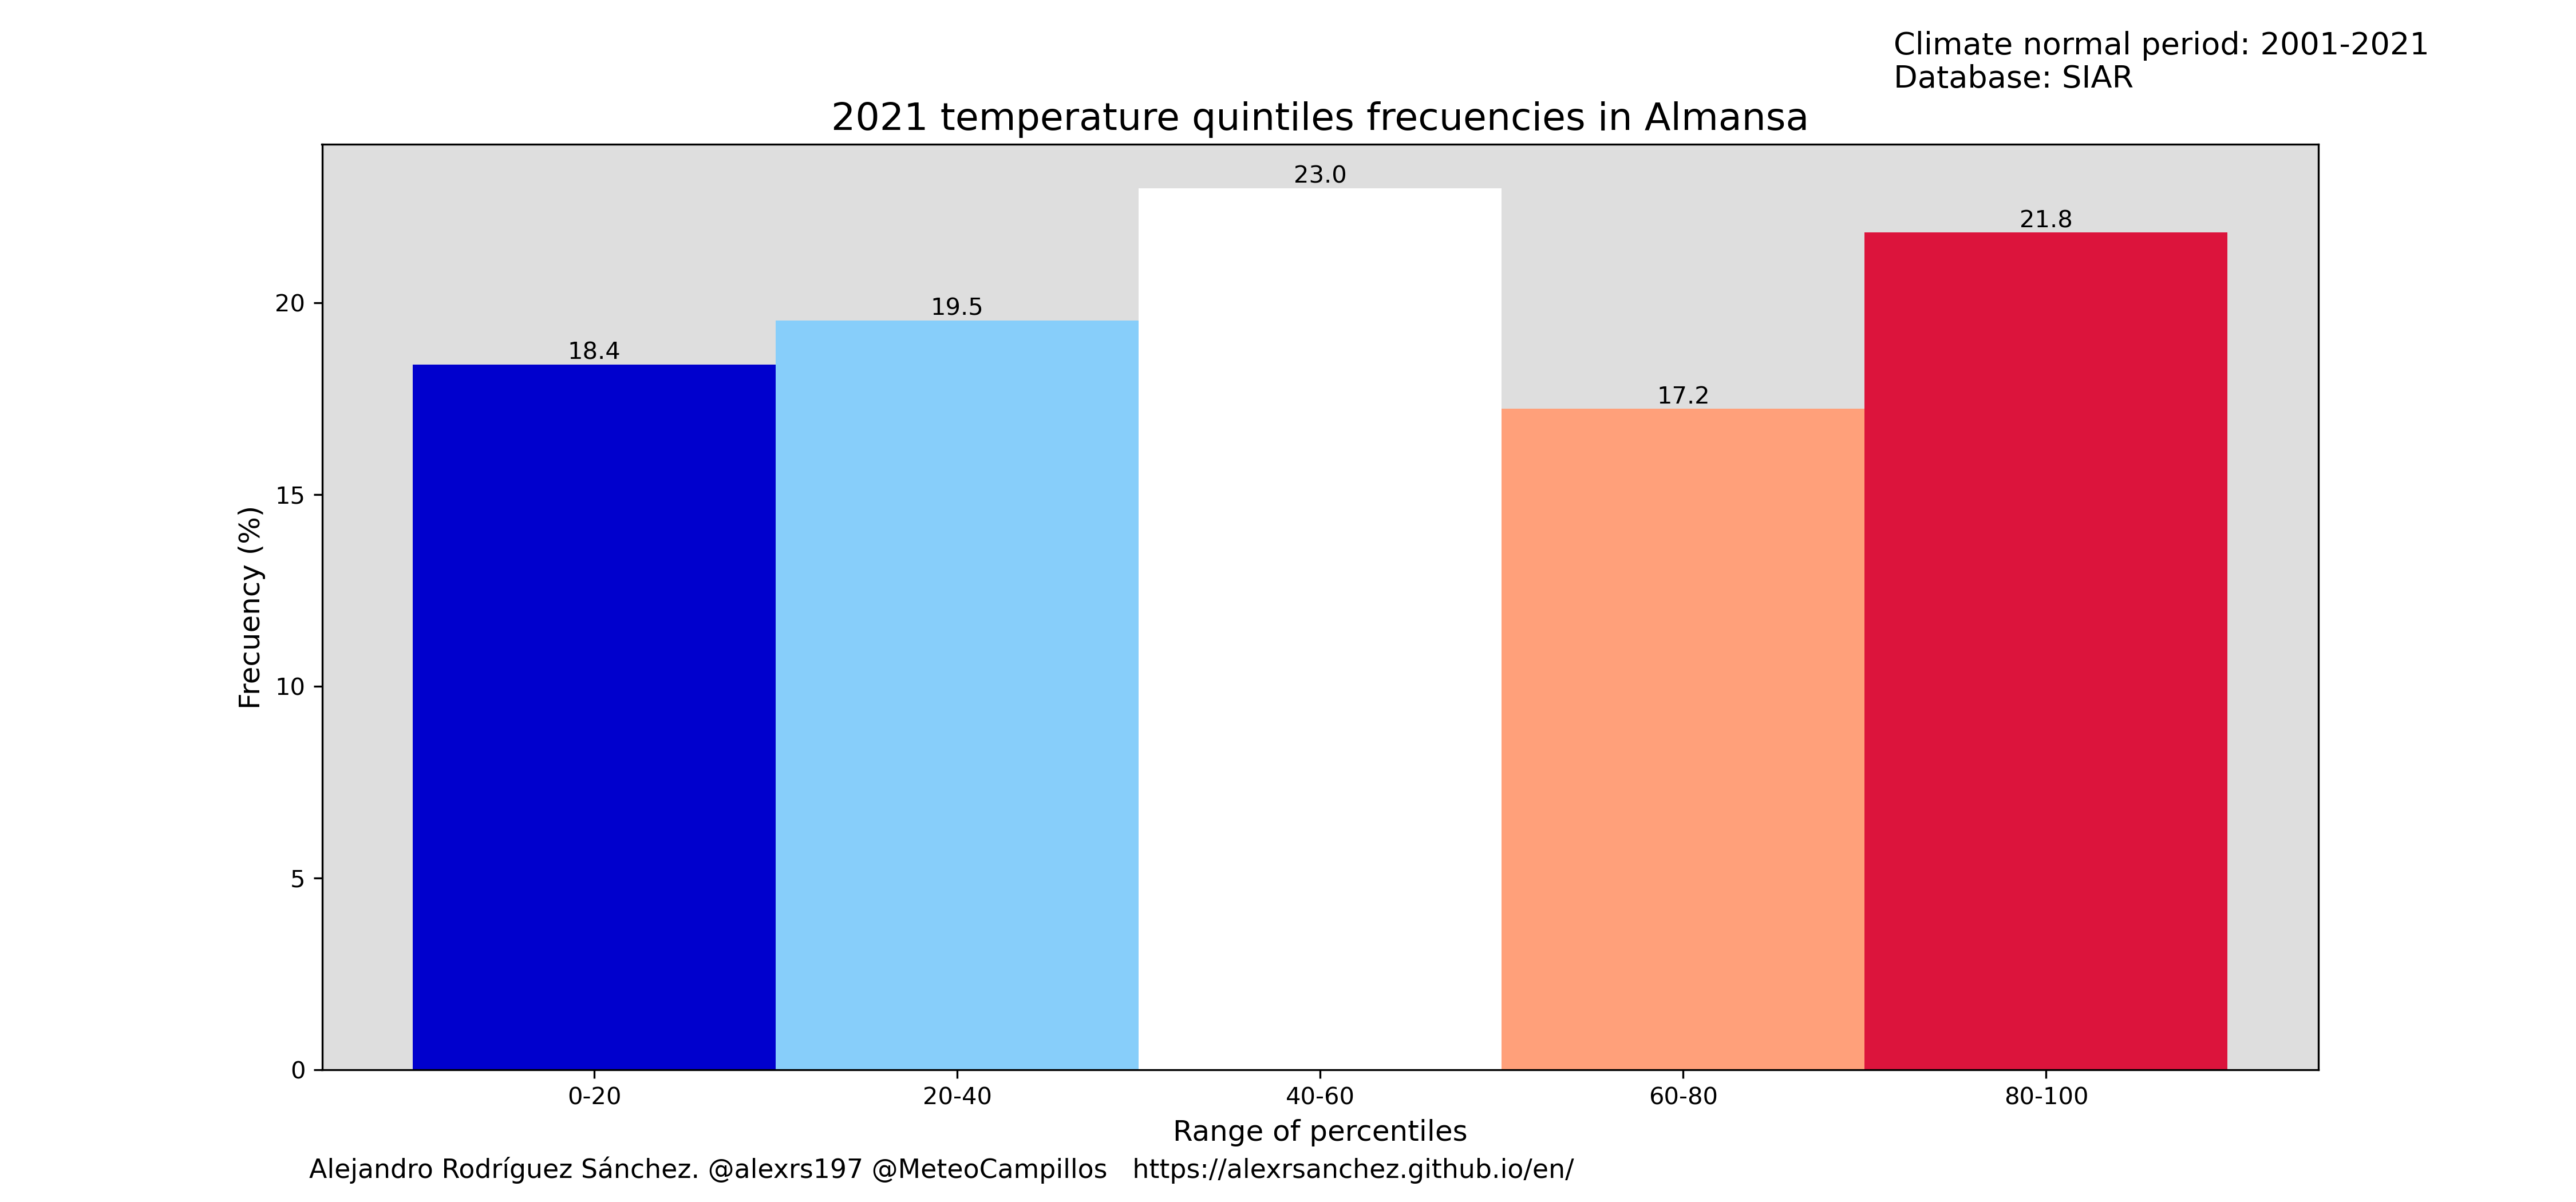 Climate normal period: 2001-2021
Database: SIAR
2021 temperature quintiles frecuencies in Almansa
23.0
21.8
20
19.5
18.4
17.2
15
Frecuency (%)
10
5
0
0-20 20-40 40-60 60-80 80-100
Range of percentiles
Alejandro Rodríguez Sánchez. @alexrs197 @MeteoCampillos https://alexrsanchez.github.io/en/